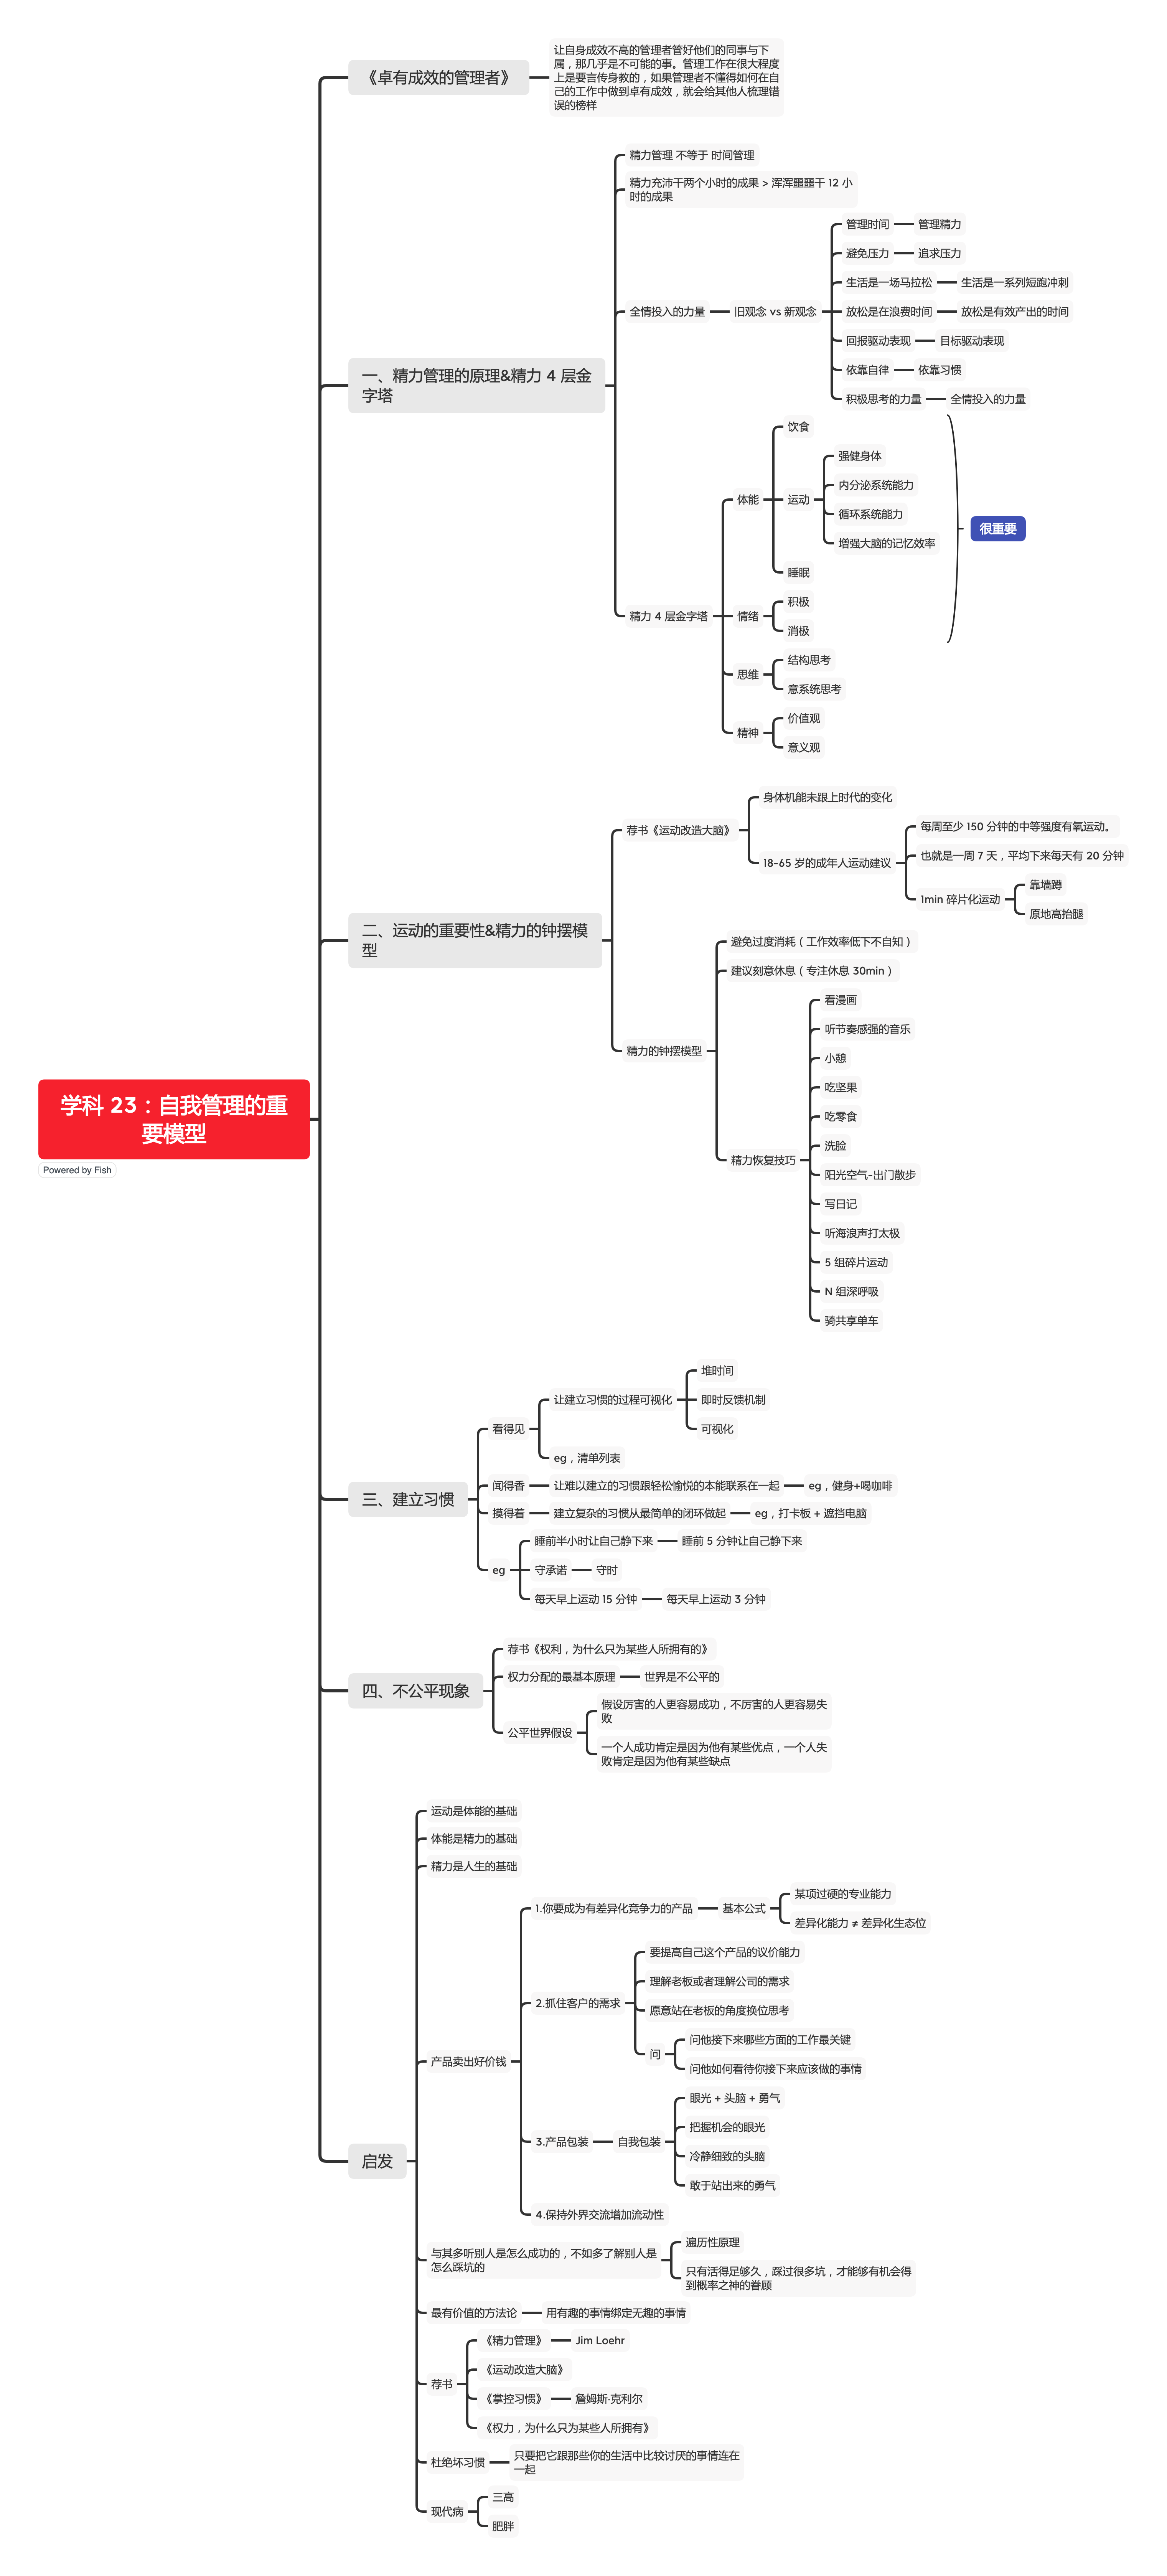 《卓有成效的管理者》
让自身成效不高的管理者管好他们的同事与下
属，那几乎是不可能的事。管理工作在很大程度
上是要言传身教的，如果管理者不懂得如何在自
己的工作中做到卓有成效，就会给其他人梳理错
误的榜样
一、精力管理的原理&精力 4 层金
字塔
精力管理 不等于 时间管理
精力充沛干两个小时的成果 > 浑浑干 12 小
时的成果
全情投入的力量
旧观念 vs 新观念
管理时间
管理精力
避免压力
追求压力
生活是一场马拉松
生活是一系列短跑冲刺
放松是在浪费时间
放松是有效产出的时间
回报驱动表现
目标驱动表现
依靠自律
依靠习惯
积极思考的力量
全情投入的力量
精力 4 层金字塔
体能
饮食
运动
强健身体
内分泌系统能力
循环系统能力
增强大脑的记忆效率
睡眠
情绪
积极
消极
思维
结构思考
意系统思考
精神
价值观
意义观
很重要
二、运动的重要性&精力的钟摆模
型
荐书《运动改造大脑》
身体机能未跟上时代的变化
18-65 岁的成年人运动建议
每周至少 150 分钟的中等强度有氧运动。
也就是一周 7 天，平均下来每天有 20 分钟
1min 碎片化运动
靠墙蹲
原地高抬腿
精力的钟摆模型
避免过度消耗（工作效率低下不自知）
建议刻意休息（专注休息 30min）
精力恢复技巧
看漫画
听节奏感强的音乐
小憩
吃坚果
吃零食
洗脸
阳光空气-出门散步
写日记
听海浪声打太极
5 组碎片运动
N 组深呼吸
骑共享单车
学科 23：自我管理的重
要模型
Powered by Fish
三、建立习惯
看得见
让建立习惯的过程可视化
堆时间
即时反馈机制
可视化
eg，清单列表
闻得香
让难以建立的习惯跟轻松愉悦的本能联系在一起
eg，健身+喝咖啡
摸得着
建立复杂的习惯从最简单的闭环做起
eg，打卡板 + 遮挡电脑
eg
睡前半小时让自己静下来
睡前 5 分钟让自己静下来
守承诺
守时
每天早上运动 15 分钟
每天早上运动 3 分钟
四、不公平现象
荐书《权利，为什么只为某些人所拥有的》
权力分配的最基本原理
世界是不公平的
公平世界假设
假设厉害的人更容易成功，不厉害的人更容易失
败
一个人成功肯定是因为他有某些优点，一个人失
败肯定是因为他有某些缺点
启发
运动是体能的基础
体能是精力的基础
精力是人生的基础
产品卖出好价钱
1.你要成为有差异化竞争力的产品
基本公式
某项过硬的专业能力
差异化能力 ≠ 差异化生态位
2.抓住客户的需求
要提高自己这个产品的议价能力
理解老板或者理解公司的需求
愿意站在老板的角度换位思考
问
问他接下来哪些方面的工作最关键
问他如何看待你接下来应该做的事情
3.产品包装
自我包装
眼光 + 头脑 + 勇气
把握机会的眼光
冷静细致的头脑
敢于站出来的勇气
4.保持外界交流增加流动性
与其多听别人是怎么成功的，不如多了解别人是
怎么踩坑的
遍历性原理
只有活得足够久，踩过很多坑，才能够有机会得
到概率之神的眷顾
最有价值的方法论
用有趣的事情绑定无趣的事情
荐书
《精力管理》
Jim Loehr
《运动改造大脑》
《掌控习惯》
詹姆斯·克利尔
《权力，为什么只为某些人所拥有》
杜绝坏习惯
只要把它跟那些你的生活中比较讨厌的事情连在
一起
现代病
三高
肥胖